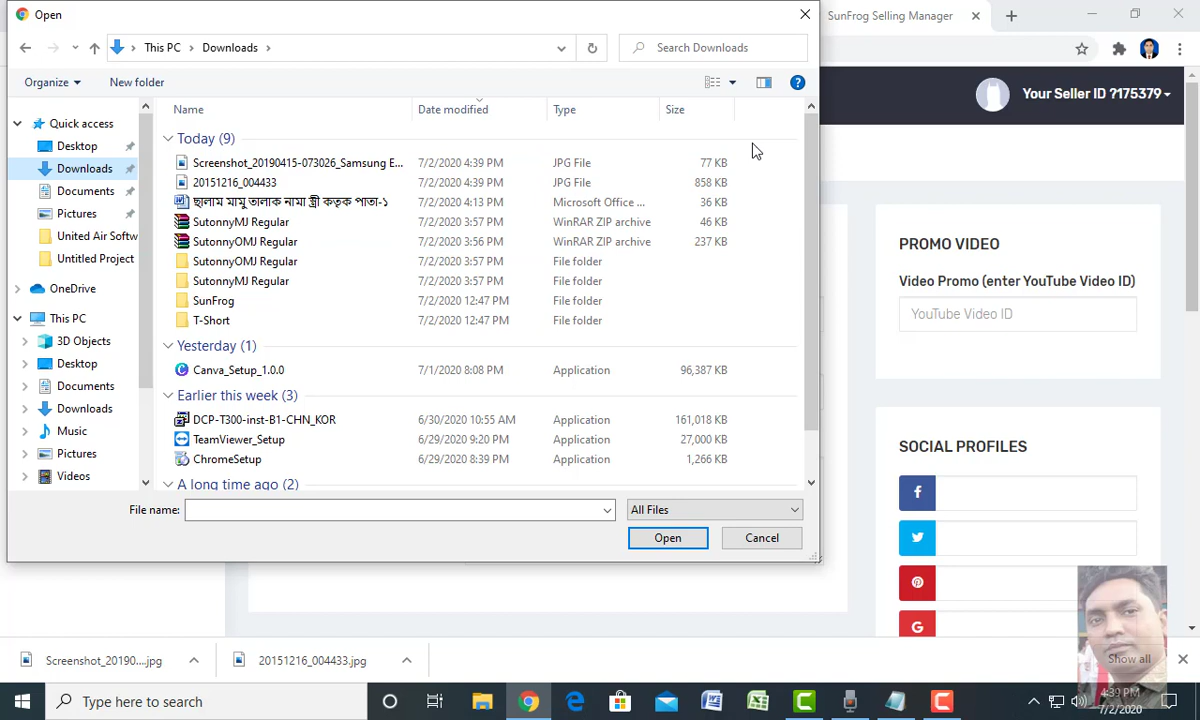 Open
SunFrog Selling Manager
This PC
Downloads
Search Downloads
Organize
New folder
Your Seller ID ?175379
Name
Date modified
Type
Size
Quick access
Desktop
Downloads
Documents
Pictures
United Air Softw
Untitled Project
OneDrive
This PC
3D Objects
Desktop
Documents
Downloads
Music
Pictures
Videos
Today (9)
Screenshot_20190415-073026_Samsung E... 7/2/2020 4:39 PM JPG File 77 KB
20151216_004433 7/2/2020 4:39 PM JPG File 858 KB
ছালাম মামু তালাক নামা স্ত্রী কতৃক পাতা-১ 7/2/2020 4:13 PM Microsoft Office ... 36 KB
SutonnyMJ Regular 7/2/2020 3:57 PM WinRAR ZIP archive 46 KB
SutonnyOMJ Regular 7/2/2020 3:56 PM WinRAR ZIP archive 237 KB
SutonnyOMJ Regular 7/2/2020 3:57 PM File folder
SutonnyMJ Regular 7/2/2020 3:57 PM File folder
SunFrog 7/2/2020 12:47 PM File folder
T-Short 7/2/2020 12:47 PM File folder
Yesterday (1)
Canva_Setup_1.0.0 7/1/2020 8:08 PM Application 96,387 KB
Earlier this week (3)
DCP-T300-inst-B1-CHN_KOR 6/30/2020 10:55 AM Application 161,018 KB
TeamViewer_Setup 6/29/2020 9:20 PM Application 27,000 KB
ChromeSetup 6/29/2020 8:39 PM Application 1,266 KB
A long time ago (2)
File name:
All Files
Open
Cancel
PROMO VIDEO
Video Promo (enter YouTube Video ID)
YouTube Video ID
SOCIAL PROFILES
Screenshot_20190....jpg
20151216_004433.jpg
Show all
Type here to search
4:39 PM
7/2/2020